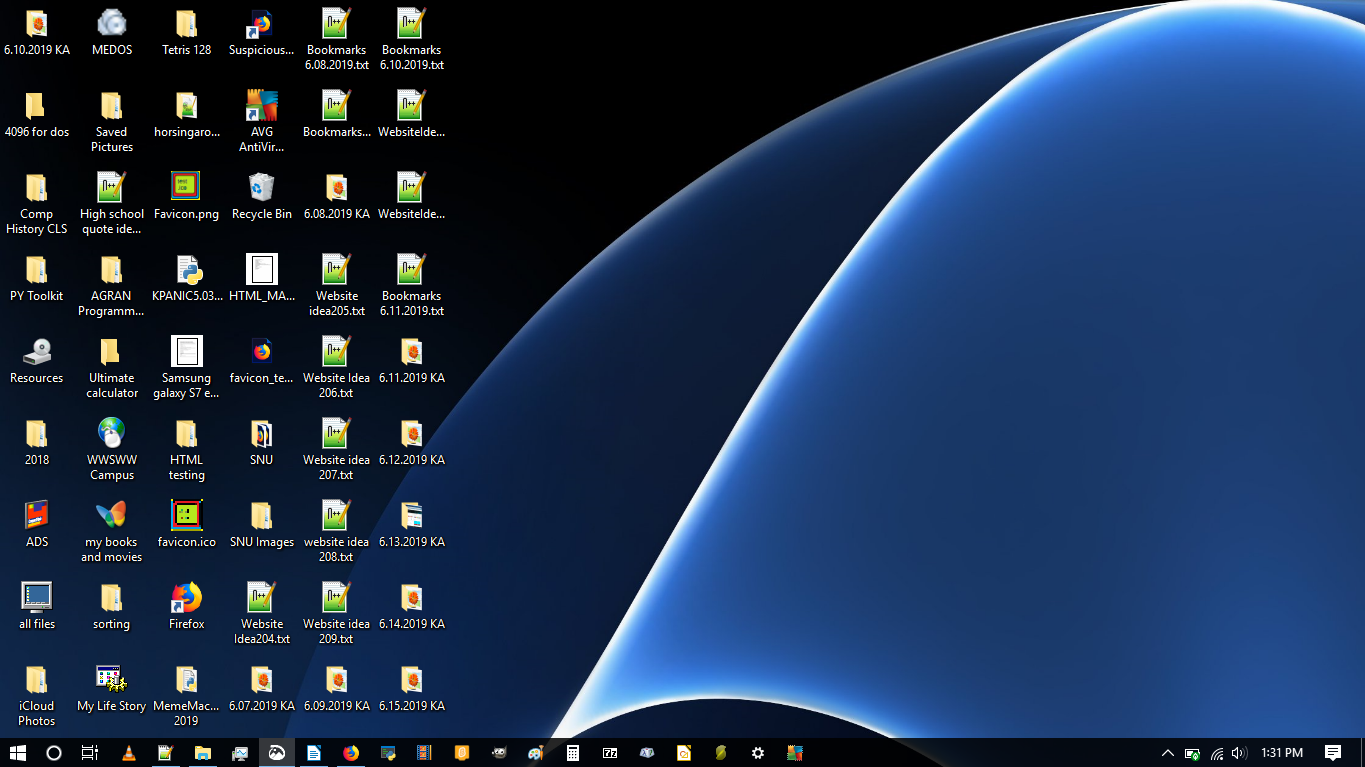 6.10.2019 KA
MEDOS
Tetris 128
Suspicious...
Bookmarks
6.08.2019.txt
Bookmarks
6.10.2019.txt
4096 for dos
Saved
Pictures
horsingaro...
AVG
AntiVir...
Bookmarks...
WebsiteIde...
Comp
History CLS
High school
quote ide...
Favicon.png
Recycle Bin
6.08.2019 KA
WebsiteIde...
PY Toolkit
AGRAN
Programm...
KPANIC5.03...
HTML_MA...
Website
idea205.txt
Bookmarks
6.11.2019.txt
Resources
Ultimate
calculator
Samsung
galaxy S7 e...
favicon_te...
Website Idea
206.txt
6.11.2019 KA
2018
WWSWW
Campus
HTML
testing
SNU
Website idea
207.txt
6.12.2019 KA
ADS
my books
and movies
favicon.ico
SNU Images
website idea
208.txt
6.13.2019 KA
all files
sorting
Firefox
Website
Idea204.txt
Website idea
209.txt
6.14.2019 KA
iCloud
Photos
My Life Story
MemeMac...
2019
6.07.2019 KA
6.09.2019 KA
6.15.2019 KA
1:31 PM